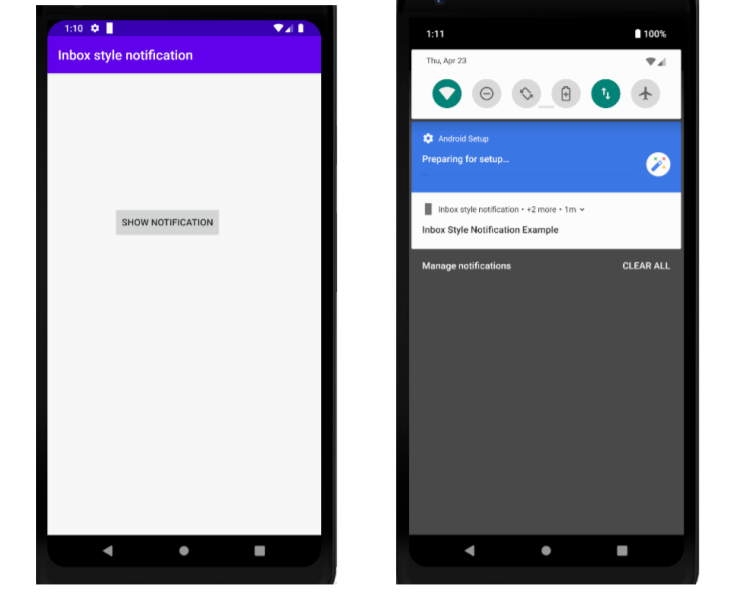 1:10
Inbox style notification
SHOW NOTIFICATION
1:11
100%
Thu, Apr 23
Android Setup
Preparing for setup...
Inbox style notification • +2 more • 1m
Inbox Style Notification Example
Manage notifications
CLEAR ALL